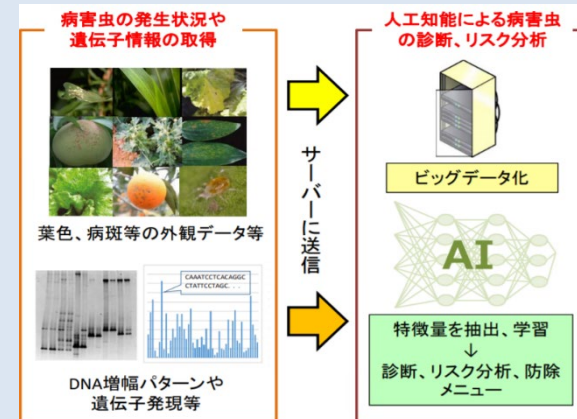 病害虫の発生状況や
遺伝子情報の取得
葉色、病斑等の外観データ等
CAAATCCTCACAGGC
CTATTCCTAGC. . .
DNA増幅パターンや
遺伝子発現等
サーバーに送信
人工知能による病害虫
の診断、リスク分析
ビッグデータ化
AI
特徴量を抽出、学習
↓
診断、リスク分析、防除
メニュー